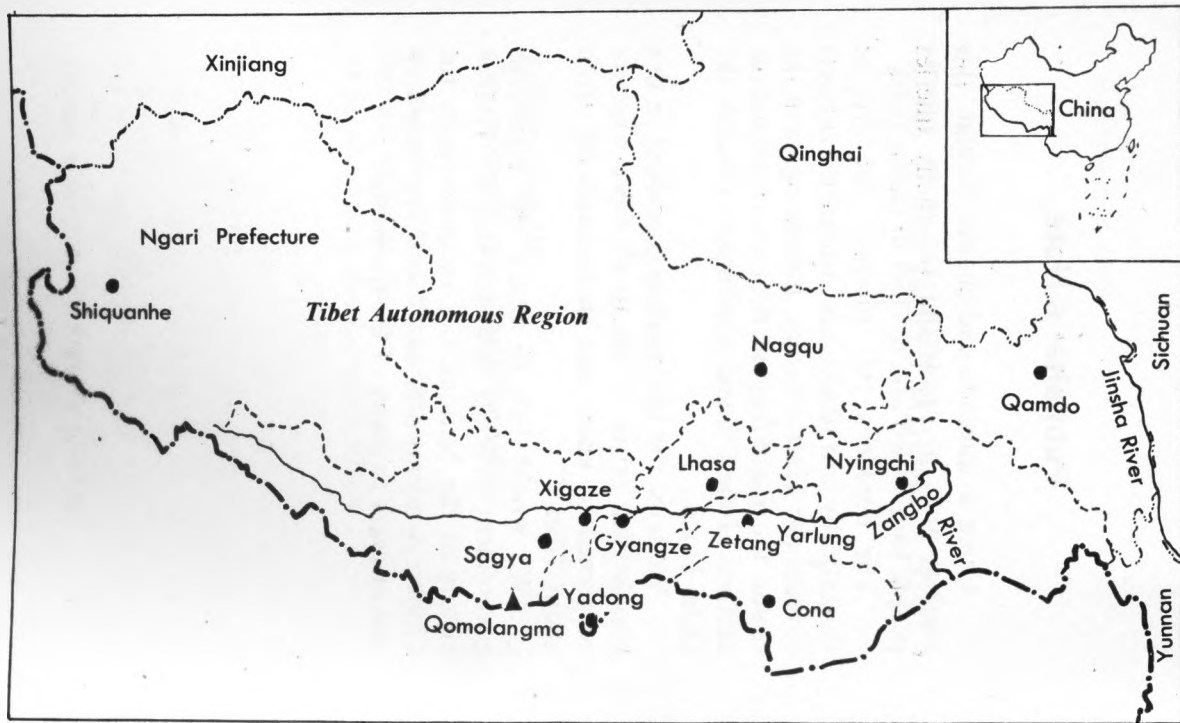 Xinjiang
China
Qinghai
Ngari Prefecture
Shiquanhe
Tibet Autonomous Region
Nagqu
Qamdo
Sichuan
Jinsha River
Lhasa
Nyingchi
Xigaze
Sagya
Gyangze
Zetang
Yarlung
Zangbo
River
Yadong
Qomolangma
Cona
Yunnan